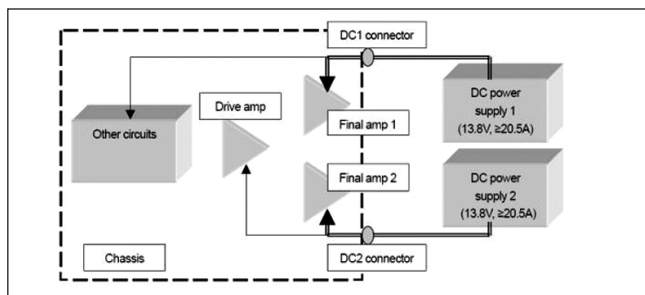 DC1 connector
DC power
supply 1
(13.8V, ≥20.5A)
Drive amp
Other circuits
Final amp 1
Final amp 2
DC power
supply 2
(13.8V, ≥20.5A)
Chassis
DC2 connector